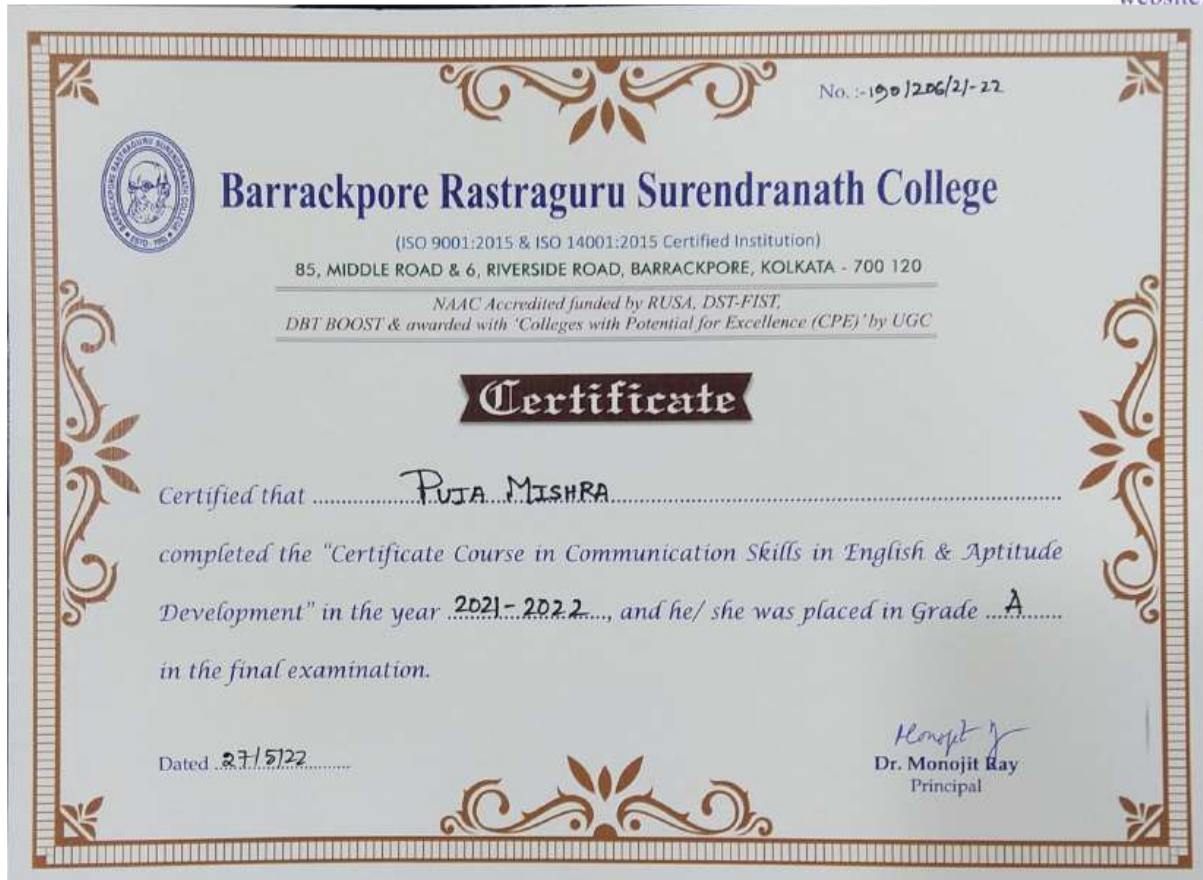 No. :- 190/206/21-22
BARRACKPORE RASTRAGURU SURENDRANATH COLLEGE
Barrackpore Rastraguru Surendranath College
(ISO 9001:2015 & ISO 14001:2015 Certified Institution)
85, MIDDLE ROAD & 6, RIVERSIDE ROAD, BARRACKPORE, KOLKATA - 700 120
NAAC Accredited funded by RUSA, DST-FIST,
DBT BOOST & awarded with 'Colleges with Potential for Excellence (CPE)' by UGC
Certificate
Certified that ................ PUJA MISHRA ................
completed the "Certificate Course in Communication Skills in English & Aptitude
Development" in the year 2021-2022..., and he/ she was placed in Grade ...A......
in the final examination.
Dated 27/5/22
Dr. Monojit Ray
Principal